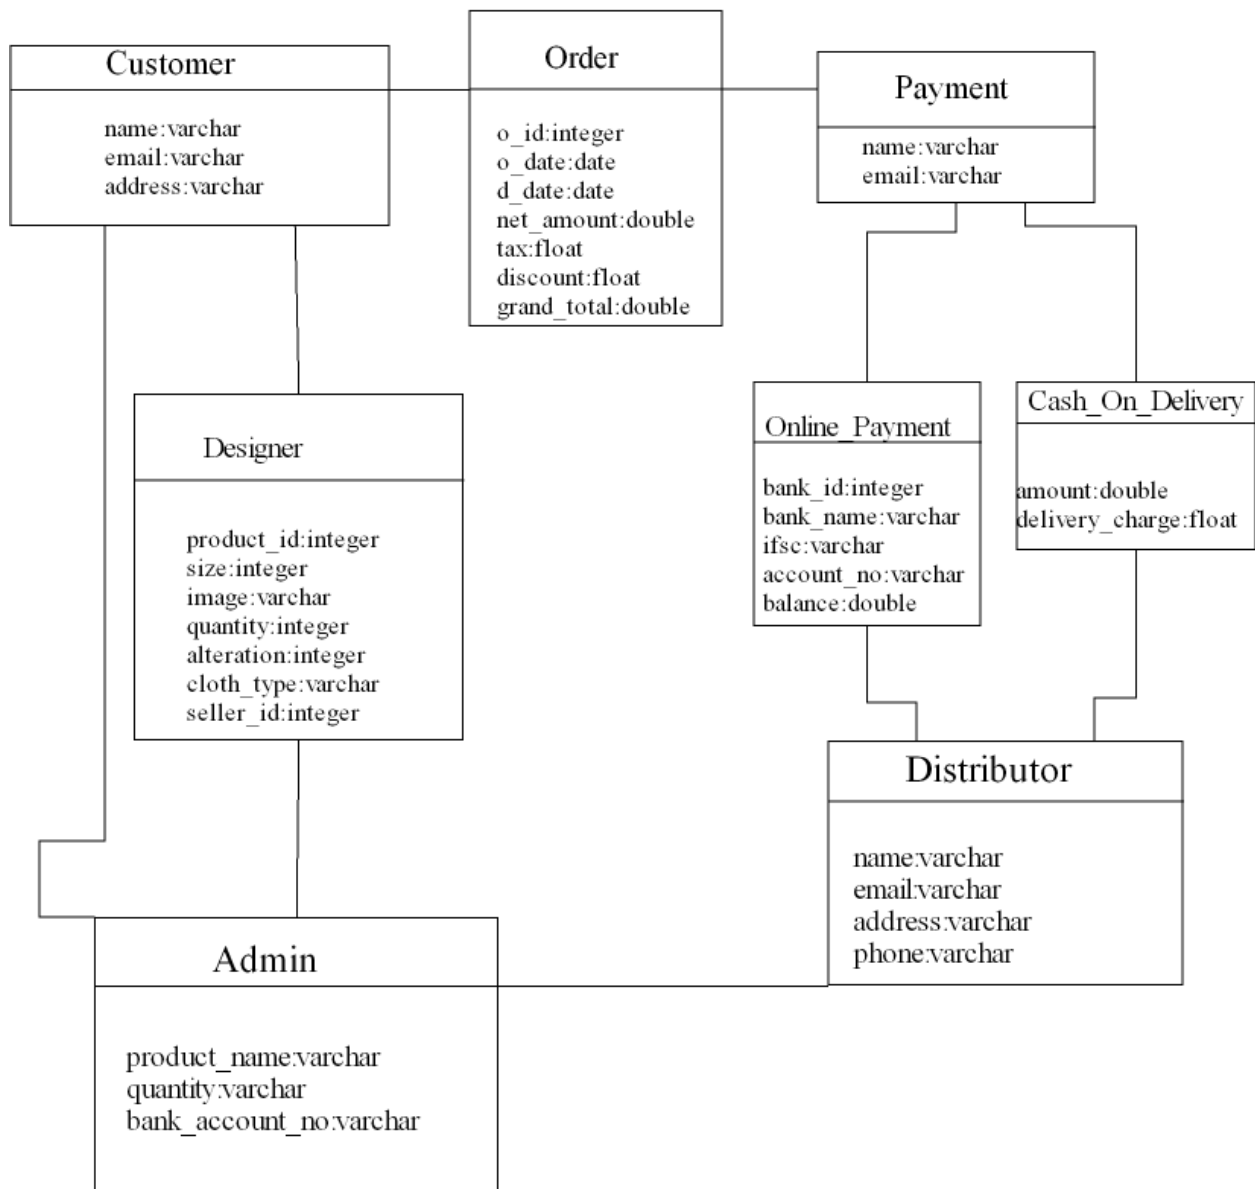 Customer
name:varchar
email:varchar
address:varchar
Order
o_id:integer
o_date:date
d_date:date
net_amount:double
tax:float
discount:float
grand_total:double
Payment
name:varchar
email:varchar
Designer
product_id:integer
size:integer
image:varchar
quantity:integer
alteration:integer
cloth_type:varchar
seller_id:integer
Online_Payment
bank_id:integer
bank_name:varchar
ifsc:varchar
account_no:varchar
balance:double
Cash_On_Delivery
amount:double
delivery_charge:float
Distributor
name:varchar
email:varchar
address:varchar
phone:varchar
Admin
product_name:varchar
quantity:varchar
bank_account_no:varchar